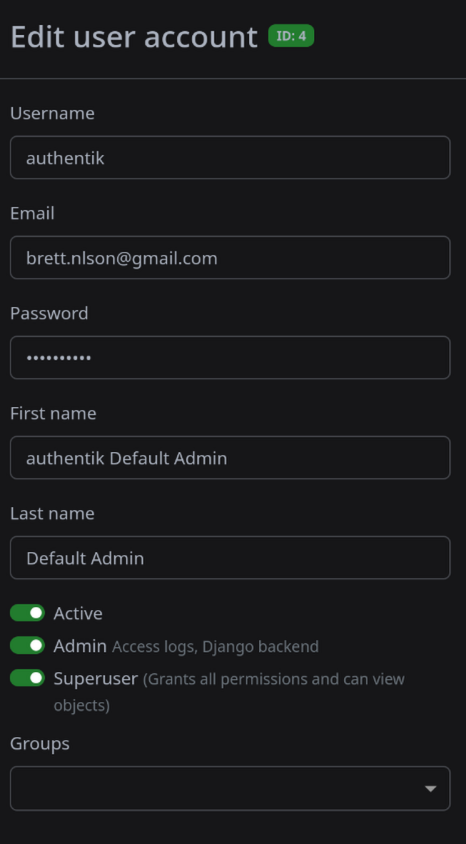 Edit user account ID: 4
Username
authentik
Email
brett.nlson@gmail.com
Password
••••••••••
First name
authentik Default Admin
Last name
Default Admin
Active
Admin Access logs, Django backend
Superuser (Grants all permissions and can view
objects)
Groups